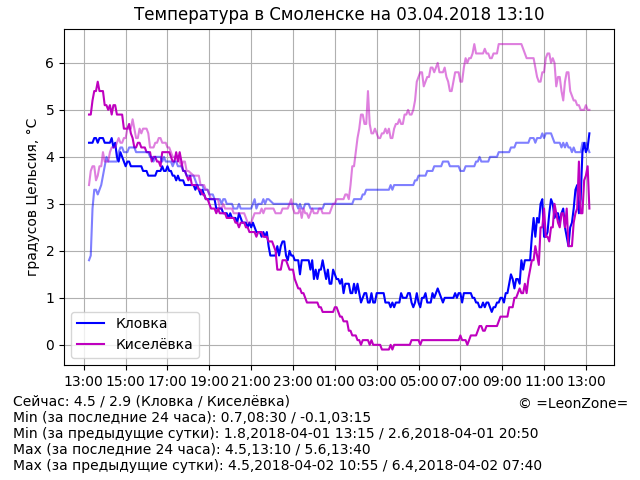 Температура в Смоленске на 03.04.2018 13:10
градусов Цельсия, °C
6
5
4
3
2
1
0
Кловка
Киселёвка
13:00 15:00 17:00 19:00 21:00 23:00 01:00 03:00 05:00 07:00 09:00 11:00 13:00
Сейчас: 4.5 / 2.9 (Кловка / Киселёвка)
© =LeonZone=
Min (за последние 24 часа): 0.7,08:30 / -0.1,03:15
Min (за предыдущие сутки): 1.8,2018-04-01 13:15 / 2.6,2018-04-01 20:50
Max (за последние 24 часа): 4.5,13:10 / 5.6,13:40
Max (за предыдущие сутки): 4.5,2018-04-02 10:55 / 6.4,2018-04-02 07:40